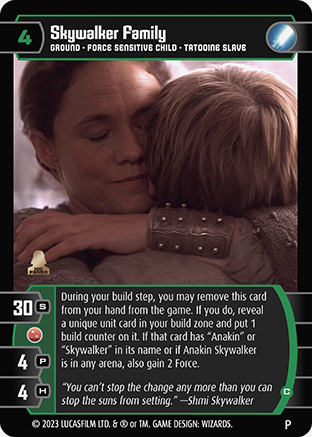 4
Skywalker Family
GROUND - FORCE SENSITIVE CHILD - TATOOINE SLAVE
30 S
4 P
4 H
During your build step, you may remove this card
from your hand from the game. If you do, reveal
a unique unit card in your build zone and put 1
build counter on it. If that card has “Anakin” or
“Skywalker” in its name or if Anakin Skywalker
is in any arena, also gain 2 Force.
“You can’t stop the change any more than you can
stop the suns from setting.” —Shmi Skywalker
C
© 2023 LUCASFILM LTD. & ® or TM. GAME DESIGN: WIZARDS.
P